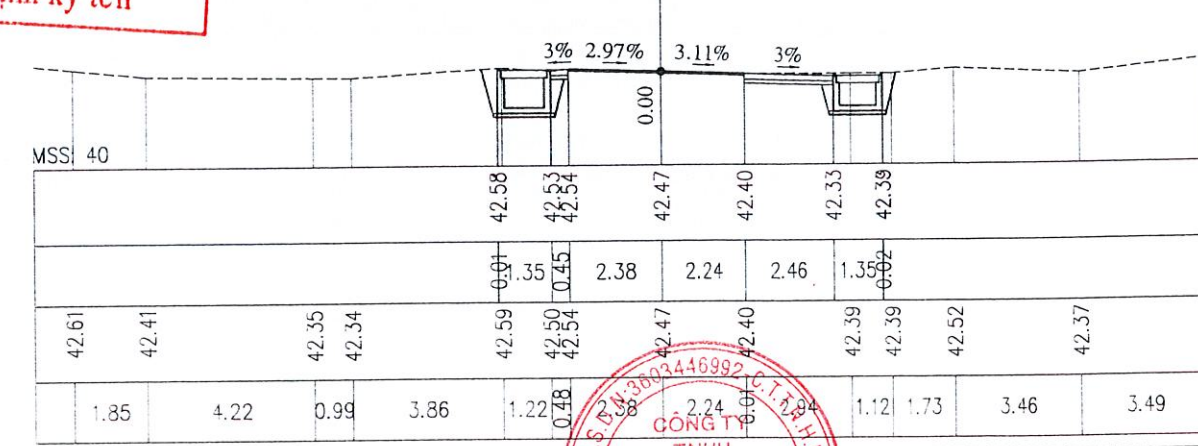 ký tên
3% 2.97% 3.11% 3%
0.00
MSS: 40
42.58 42.53 42.54 42.47 42.40 42.33 42.39
0.01 1.35 0.45 2.38 2.24 2.46 1.35 0.02
42.61 42.41 42.35 42.34 42.59 42.50 42.54 42.47 42.40 42.39 42.39 42.52 42.37
1.85 4.22 0.99 3.86 1.22 0.48 2.38 2.24 0.01 2.94 1.12 1.73 3.46 3.49
S.D.N:3603446992-C.T.T.N.H.
CÔNG TY
TNHH